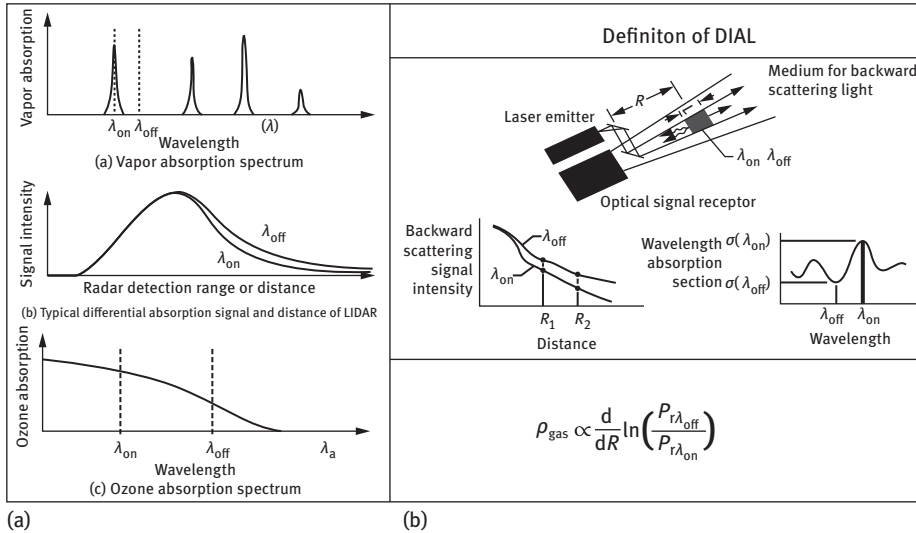 Vapor absorption
λon λoff
(λ)
Wavelength
(a) Vapor absorption spectrum
Signal intensity
λoff
λon
Radar detection range or distance
(b) Typical differential absorption signal and distance of LIDAR
Ozone absorption
λon
λoff
λa
Wavelength
(c) Ozone absorption spectrum
(a)
Definiton of DIAL
Medium for backward
scattering light
R
L
Laser emitter
λon λoff
Optical signal receptor
Backward
scattering
signal
intensity
λoff
λon
R1
R2
Distance
Wavelength σ(λon)
absorption
section σ(λoff)
λoff
λon
Wavelength
ρgas ∝ d/dR ln(Prλoff/Prλon)
(b)